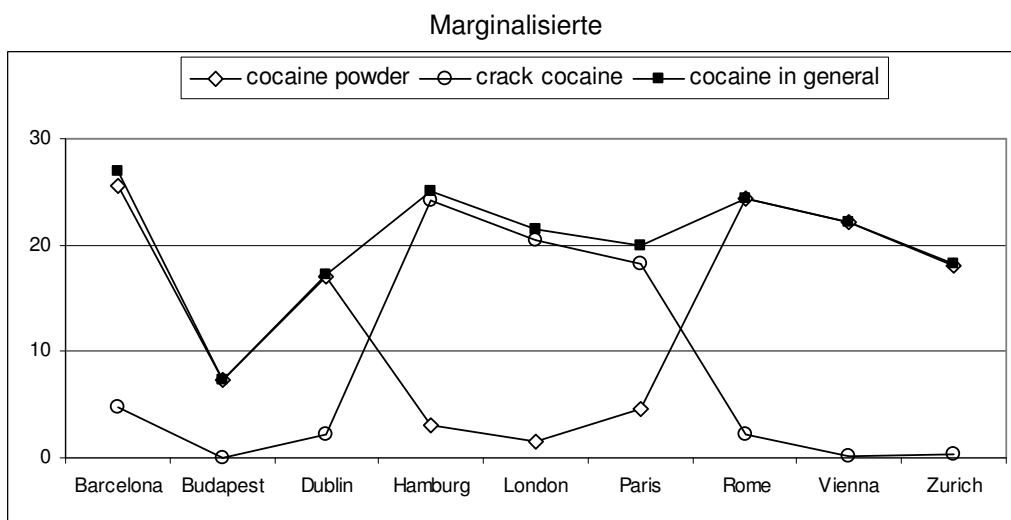 Marginalisierte
cocaine powder crack cocaine cocaine in general
30
20
10
0
Barcelona Budapest Dublin Hamburg London Paris Rome Vienna Zurich